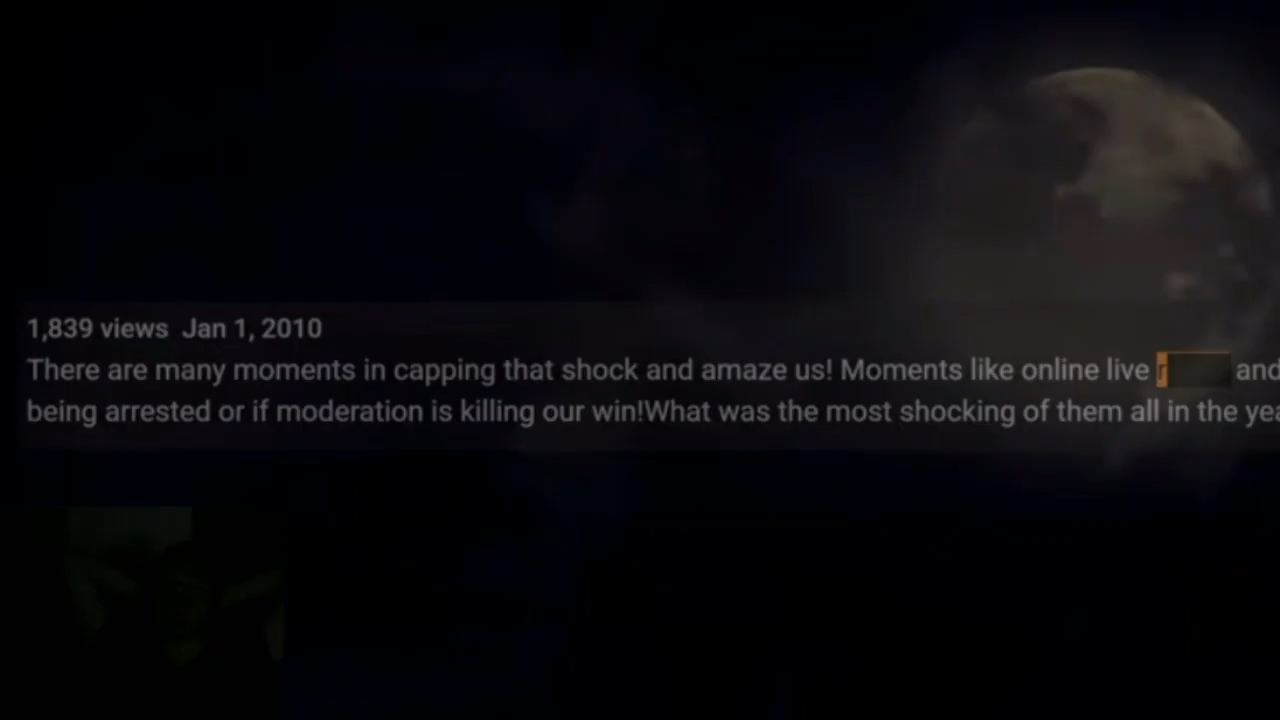 1,839 views Jan 1, 2010
There are many moments in capping that shock and amaze us! Moments like online live and
being arrested or if moderation is killing our win!What was the most shocking of them all in the